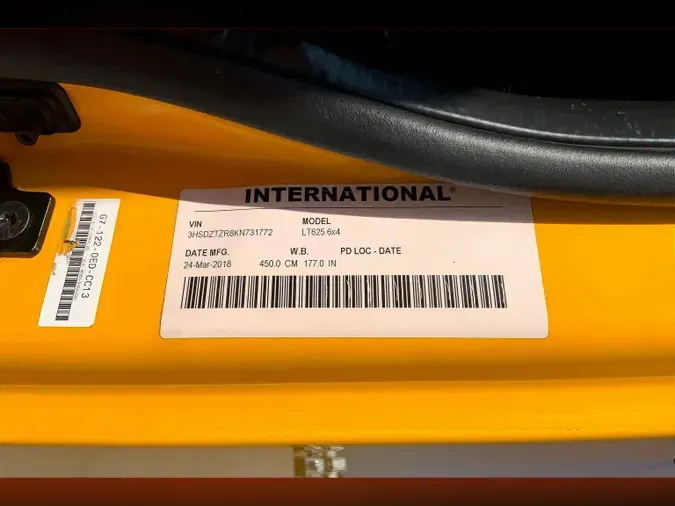 INTERNATIONAL®
VIN MODEL
3HSDZTZR8KN731772 LT625 6x4
DATE MFG. W.B. PD LOC - DATE
24-Mar-2018 450.0 CM 177.0 IN
G7-122-0ED-CC13